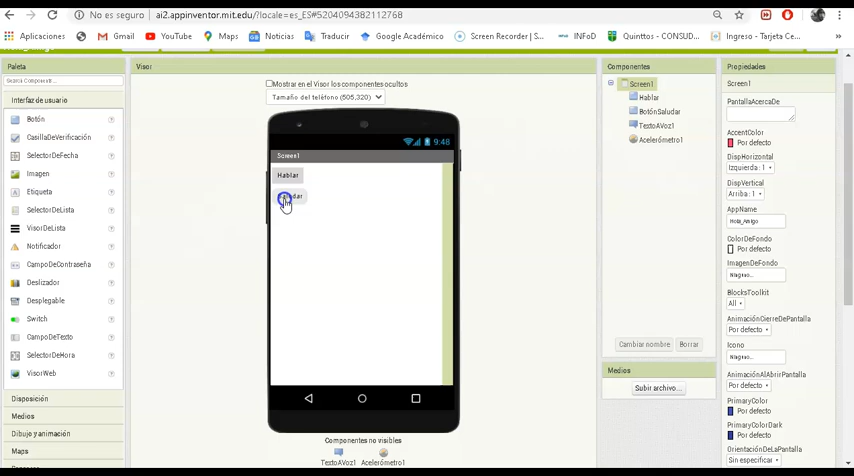 No es seguro | ai2.appinventor.mit.edu/?locale=es_ES#5204094382112768
Aplicaciones
Gmail
YouTube
Maps
Noticias
Traducir
Google Académico
Screen Recorder | S...
INFoD
Quinttos - CONSUD...
Ingreso - Tarjeta Ce...
Paleta
Search Component...
Interfaz de usuario
Botón
CasillaDeVerificación
SelectorDeFecha
Imagen
Etiqueta
SelectorDeLista
VisorDeLista
Notificador
CampoDeContraseña
Deslizador
Desplegable
Switch
CampoDeTexto
SelectorDeHora
VisorWeb
Disposición
Medios
Dibujo y animación
Maps
Visor
Mostrar en el Visor los componentes ocultos
Tamaño del teléfono (505,320)
9:48
Screen1
Hablar
Componentes no visibles
TextoAVoz1
Acelerómetro1
Componentes
Screen1
Hablar
BotónSaludar
TextoAVoz1
Acelerómetro1
Cambiar nombre
Borrar
Medios
Subir archivo...
Propiedades
Screen1
PantallaAcercaDe
AccentColor
Por defecto
DispHorizontal
Izquierda : 1
DispVertical
Arriba : 1
AppName
Hola_Amigo
ColorDeFondo
Por defecto
ImagenDeFondo
Ninguno...
BlocksToolkit
All
AnimaciónCierreDePantalla
Por defecto
Icono
Ninguno...
AnimaciónAlAbrirPantalla
Por defecto
PrimaryColor
Por defecto
PrimaryColorDark
Por defecto
OrientaciónDeLaPantalla
Sin especificar